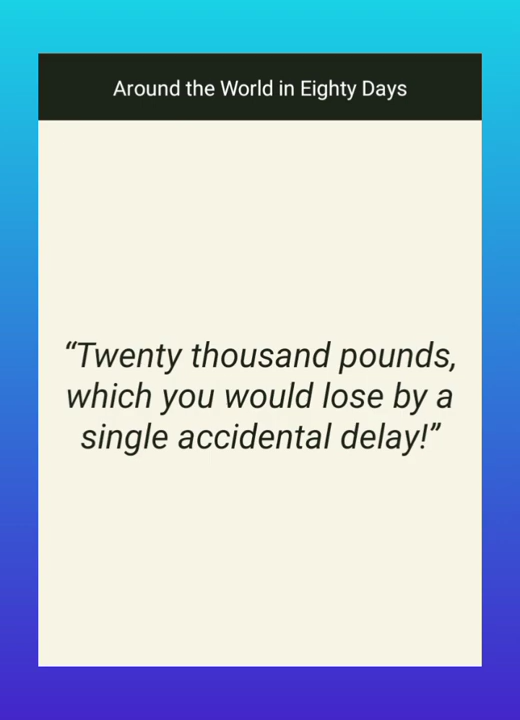 Around the World in Eighty Days
“Twenty thousand pounds,
which you would lose by a
single accidental delay!”